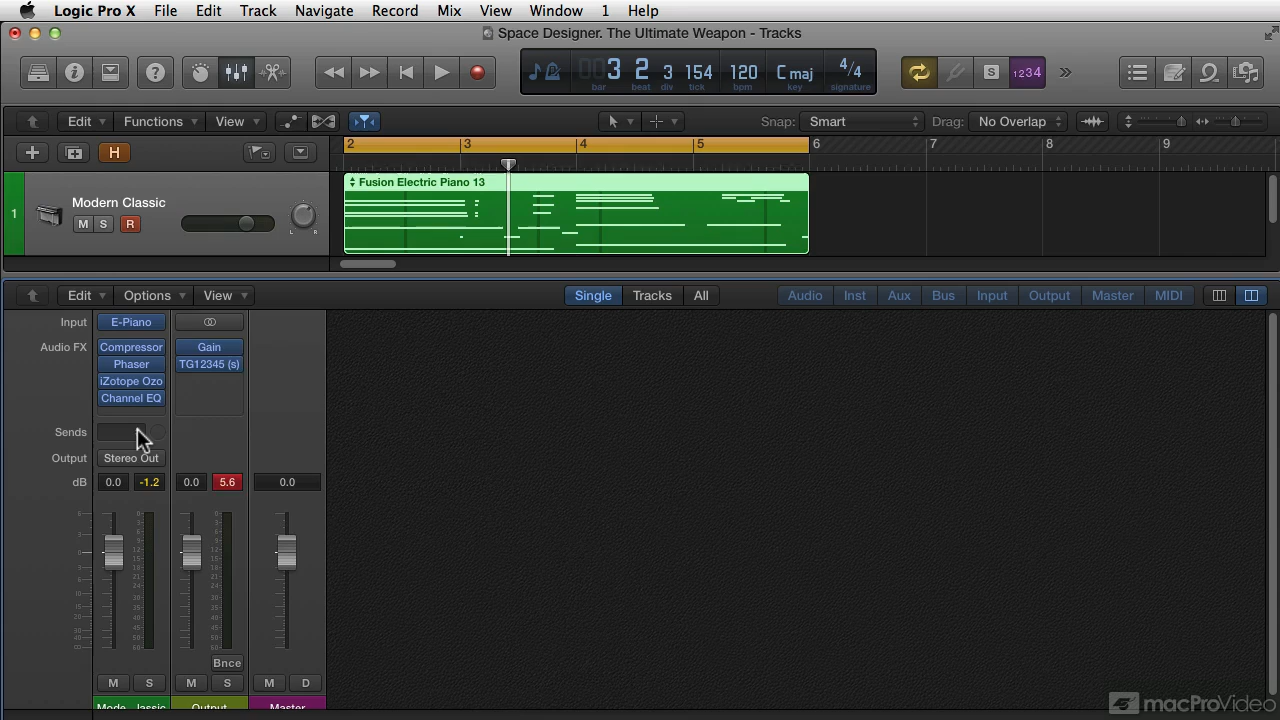 Logic Pro X File Edit Track Navigate Record Mix View Window 1 Help
Space Designer. The Ultimate Weapon - Tracks
003 2 3 154 120 C maj 4/4
bar beat div tick bpm key signature
S 1234
Edit Functions View Snap: Smart Drag: No Overlap
H 2 3 4 5 6 7 8 9
Fusion Electric Piano 13
1 Modern Classic
M S R L R
Edit Options View Single Tracks All Audio Inst Aux Bus Input Output Master MIDI
Input E-Piano
Audio FX Compressor Gain
Phaser TG12345 (s)
iZotope Ozo
Channel EQ
Sends
Output Stereo Out
dB 0.0 -1.2 0.0 5.6 0.0
Bnce
M S M S M D
Mode...lassic Output Master
macProVideo